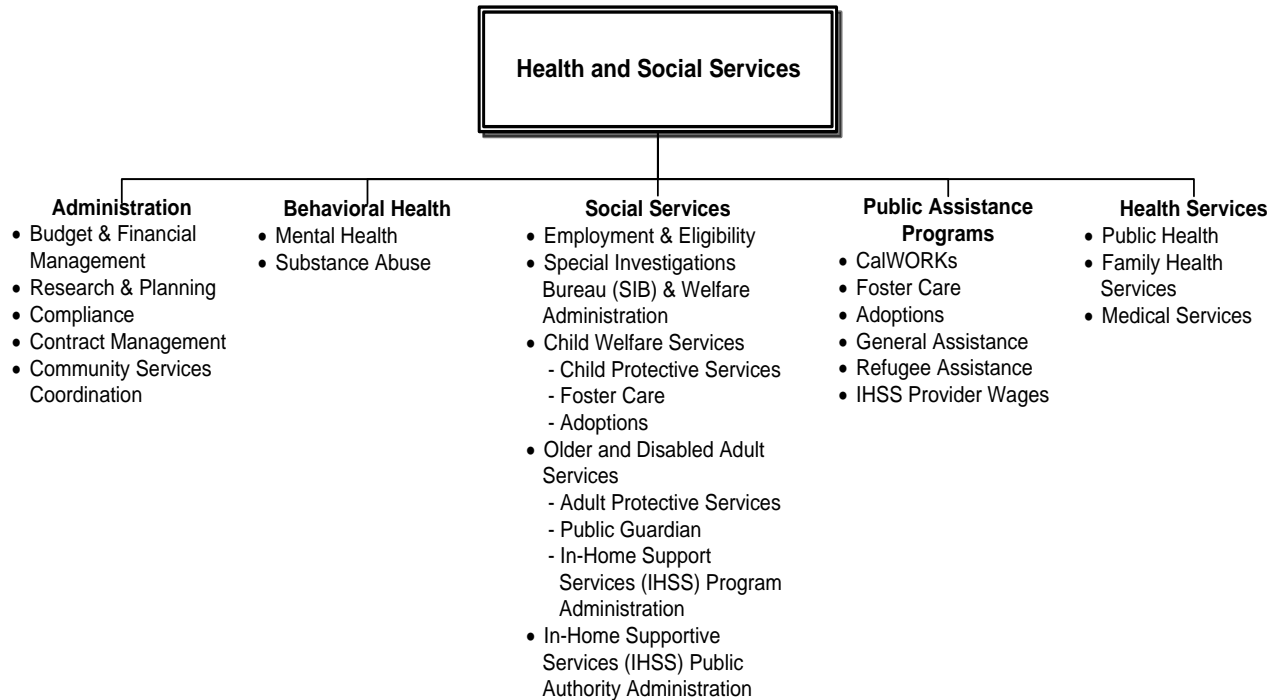 Health and Social Services
Administration
• Budget & Financial
Management
• Research & Planning
• Compliance
• Contract Management
• Community Services
Coordination
Behavioral Health
• Mental Health
• Substance Abuse
Social Services
• Employment & Eligibility
• Special Investigations
Bureau (SIB) & Welfare
Administration
• Child Welfare Services
- Child Protective Services
- Foster Care
- Adoptions
• Older and Disabled Adult
Services
- Adult Protective Services
- Public Guardian
- In-Home Support
Services (IHSS) Program
Administration
• In-Home Supportive
Services (IHSS) Public
Authority Administration
Public Assistance
Programs
• CalWORKs
• Foster Care
• Adoptions
• General Assistance
• Refugee Assistance
• IHSS Provider Wages
Health Services
• Public Health
• Family Health
Services
• Medical Services